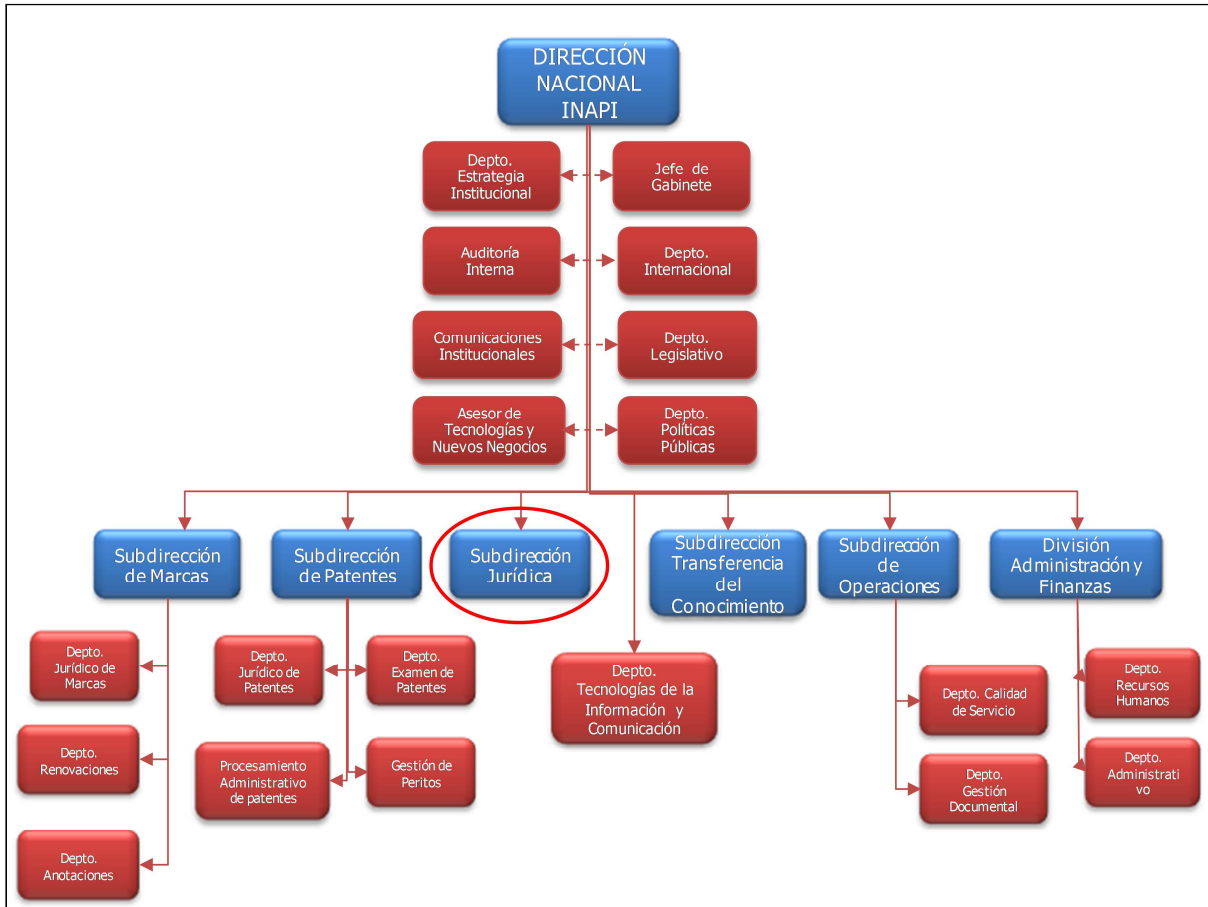 DIRECCIÓN
NACIONAL
INAPI
Depto.
Estrategia
Institucional
Jefe de
Gabinete
Auditoría
Interna
Depto.
Internacional
Comunicaciones
Institucionales
Depto.
Legislativo
Asesor de
Tecnologías y
Nuevos Negocios
Depto.
Políticas
Públicas
Subdirección
de Marcas
Subdirección
de Patentes
Subdirección
Jurídica
Subdirección
Transferencia
del
Conocimiento
Subdirección
de
Operaciones
División
Administración y
Finanzas
Depto.
Jurídico de
Marcas
Depto.
Renovaciones
Depto.
Anotaciones
Depto.
Jurídico de
Patentes
Depto.
Examen de
Patentes
Procesamiento
Administrativo
de patentes
Gestión de
Peritos
Depto.
Tecnologías de la
Información y
Comunicación
Depto. Calidad
de Servicio
Depto.
Gestión
Documental
Depto.
Recursos
Humanos
Depto.
Administrati
vo